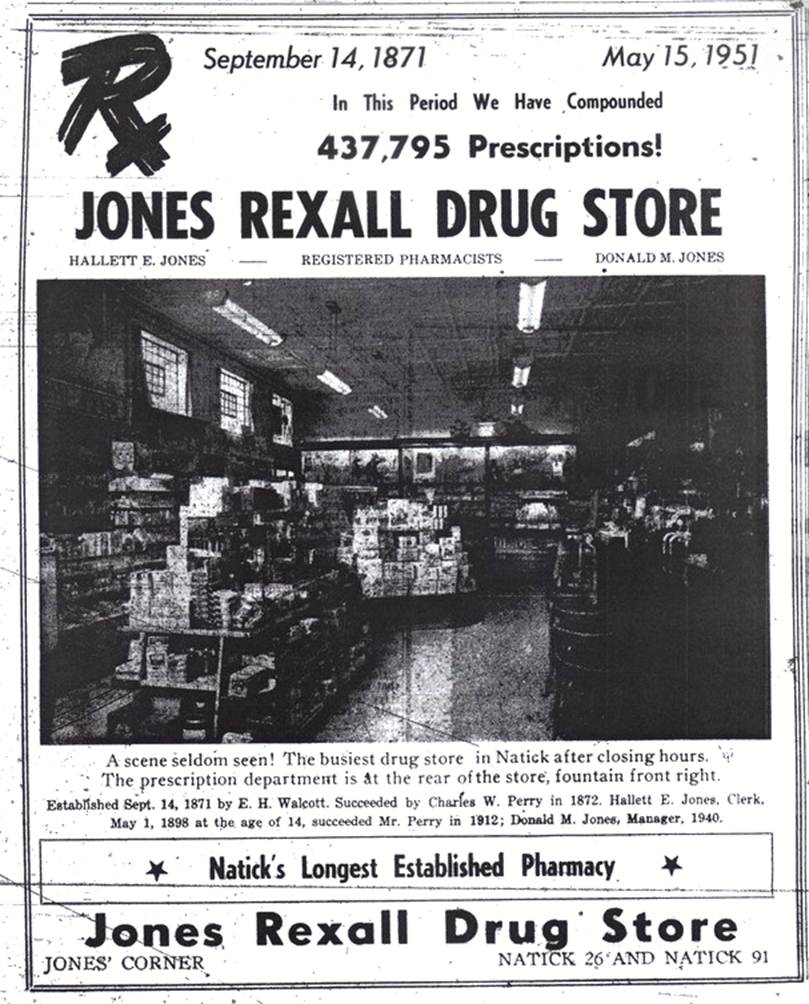 Rx
September 14, 1871 May 15, 1951
In This Period We Have Compounded
437,795 Prescriptions!
JONES REXALL DRUG STORE
HALLETT E. JONES — REGISTERED PHARMACISTS — DONALD M. JONES
A scene seldom seen! The busiest drug store in Natick after closing hours.
The prescription department is at the rear of the store, fountain front right.
Established Sept. 14, 1871 by E. H. Walcott. Succeeded by Charles W. Perry in 1872. Hallett E. Jones, Clerk,
May 1, 1898 at the age of 14, succeeded Mr. Perry in 1912; Donald M. Jones, Manager, 1940.
★ Natick's Longest Established Pharmacy ★
Jones Rexall Drug Store
JONES' CORNER NATICK 26 AND NATICK 91